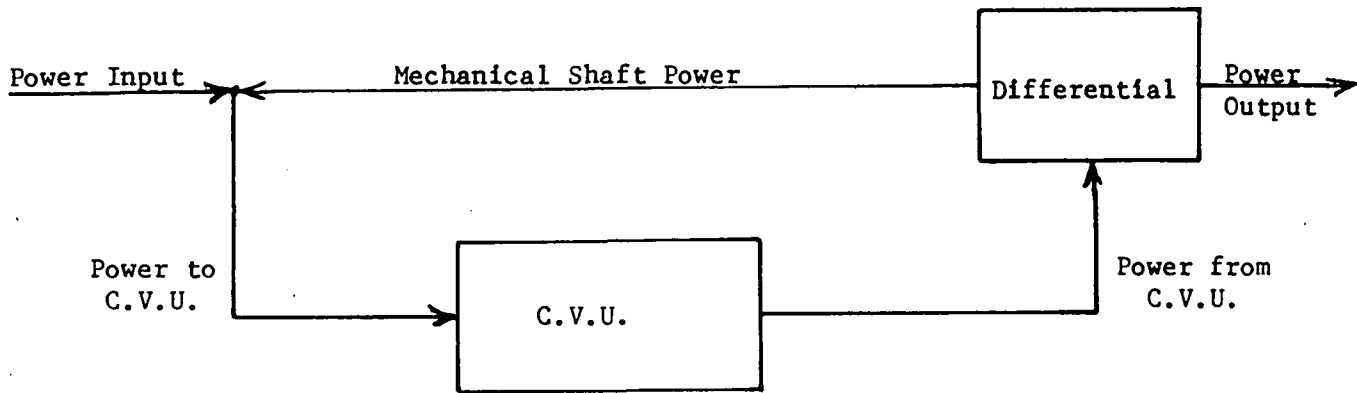 Power Input
Mechanical Shaft Power
Differential
Power
Output
Power to
C.V.U.
C.V.U.
Power from
C.V.U.